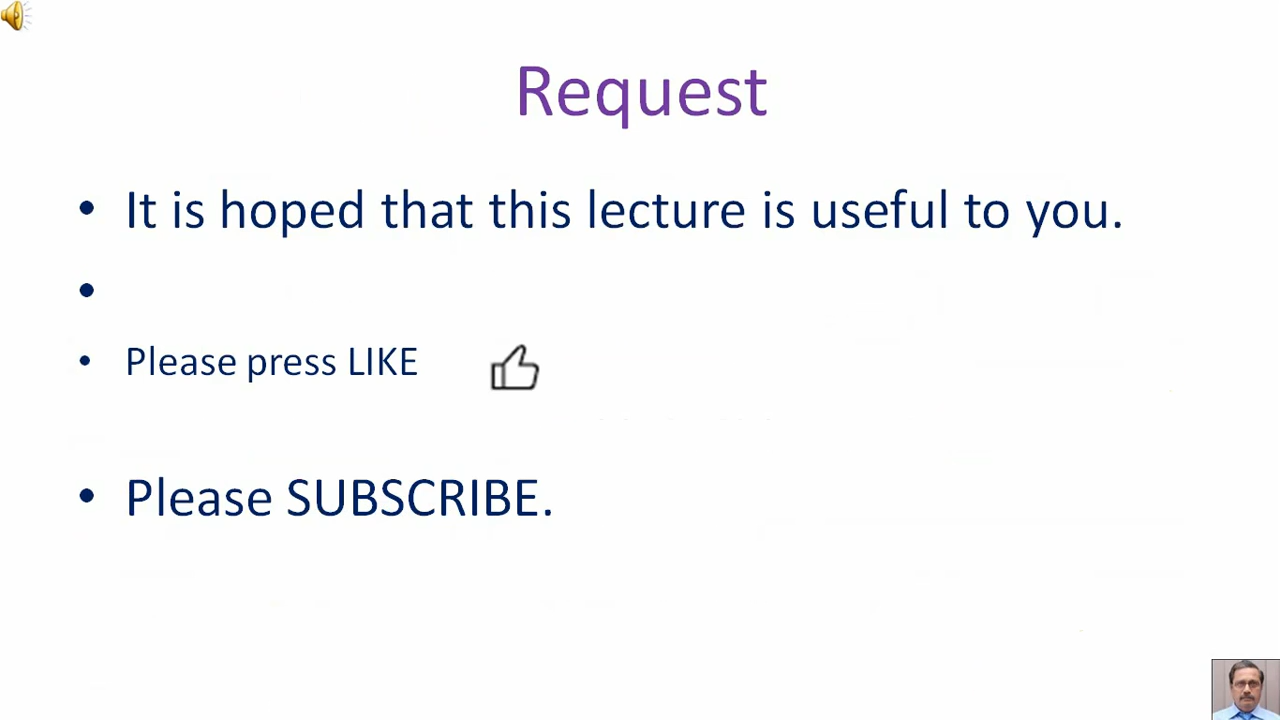 Request
• It is hoped that this lecture is useful to you.
•
• Please press LIKE
• Please SUBSCRIBE.